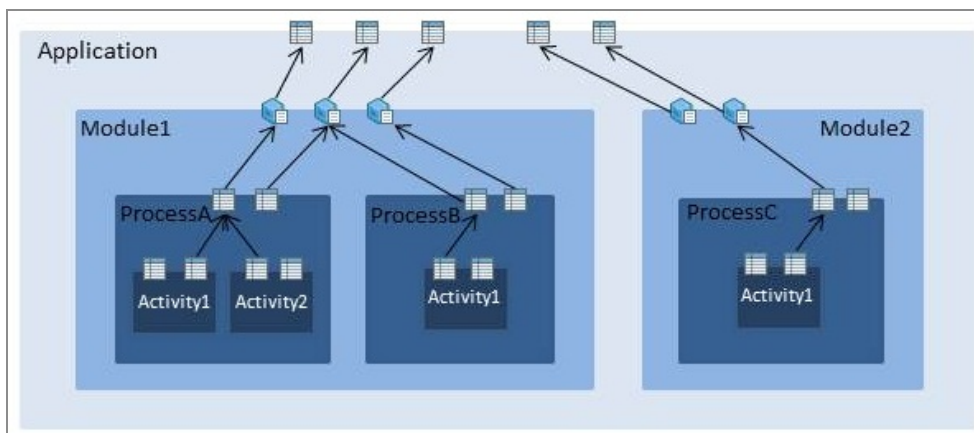 Application
Module1
Module2
ProcessA
ProcessB
ProcessC
Activity1
Activity2
Activity1
Activity1